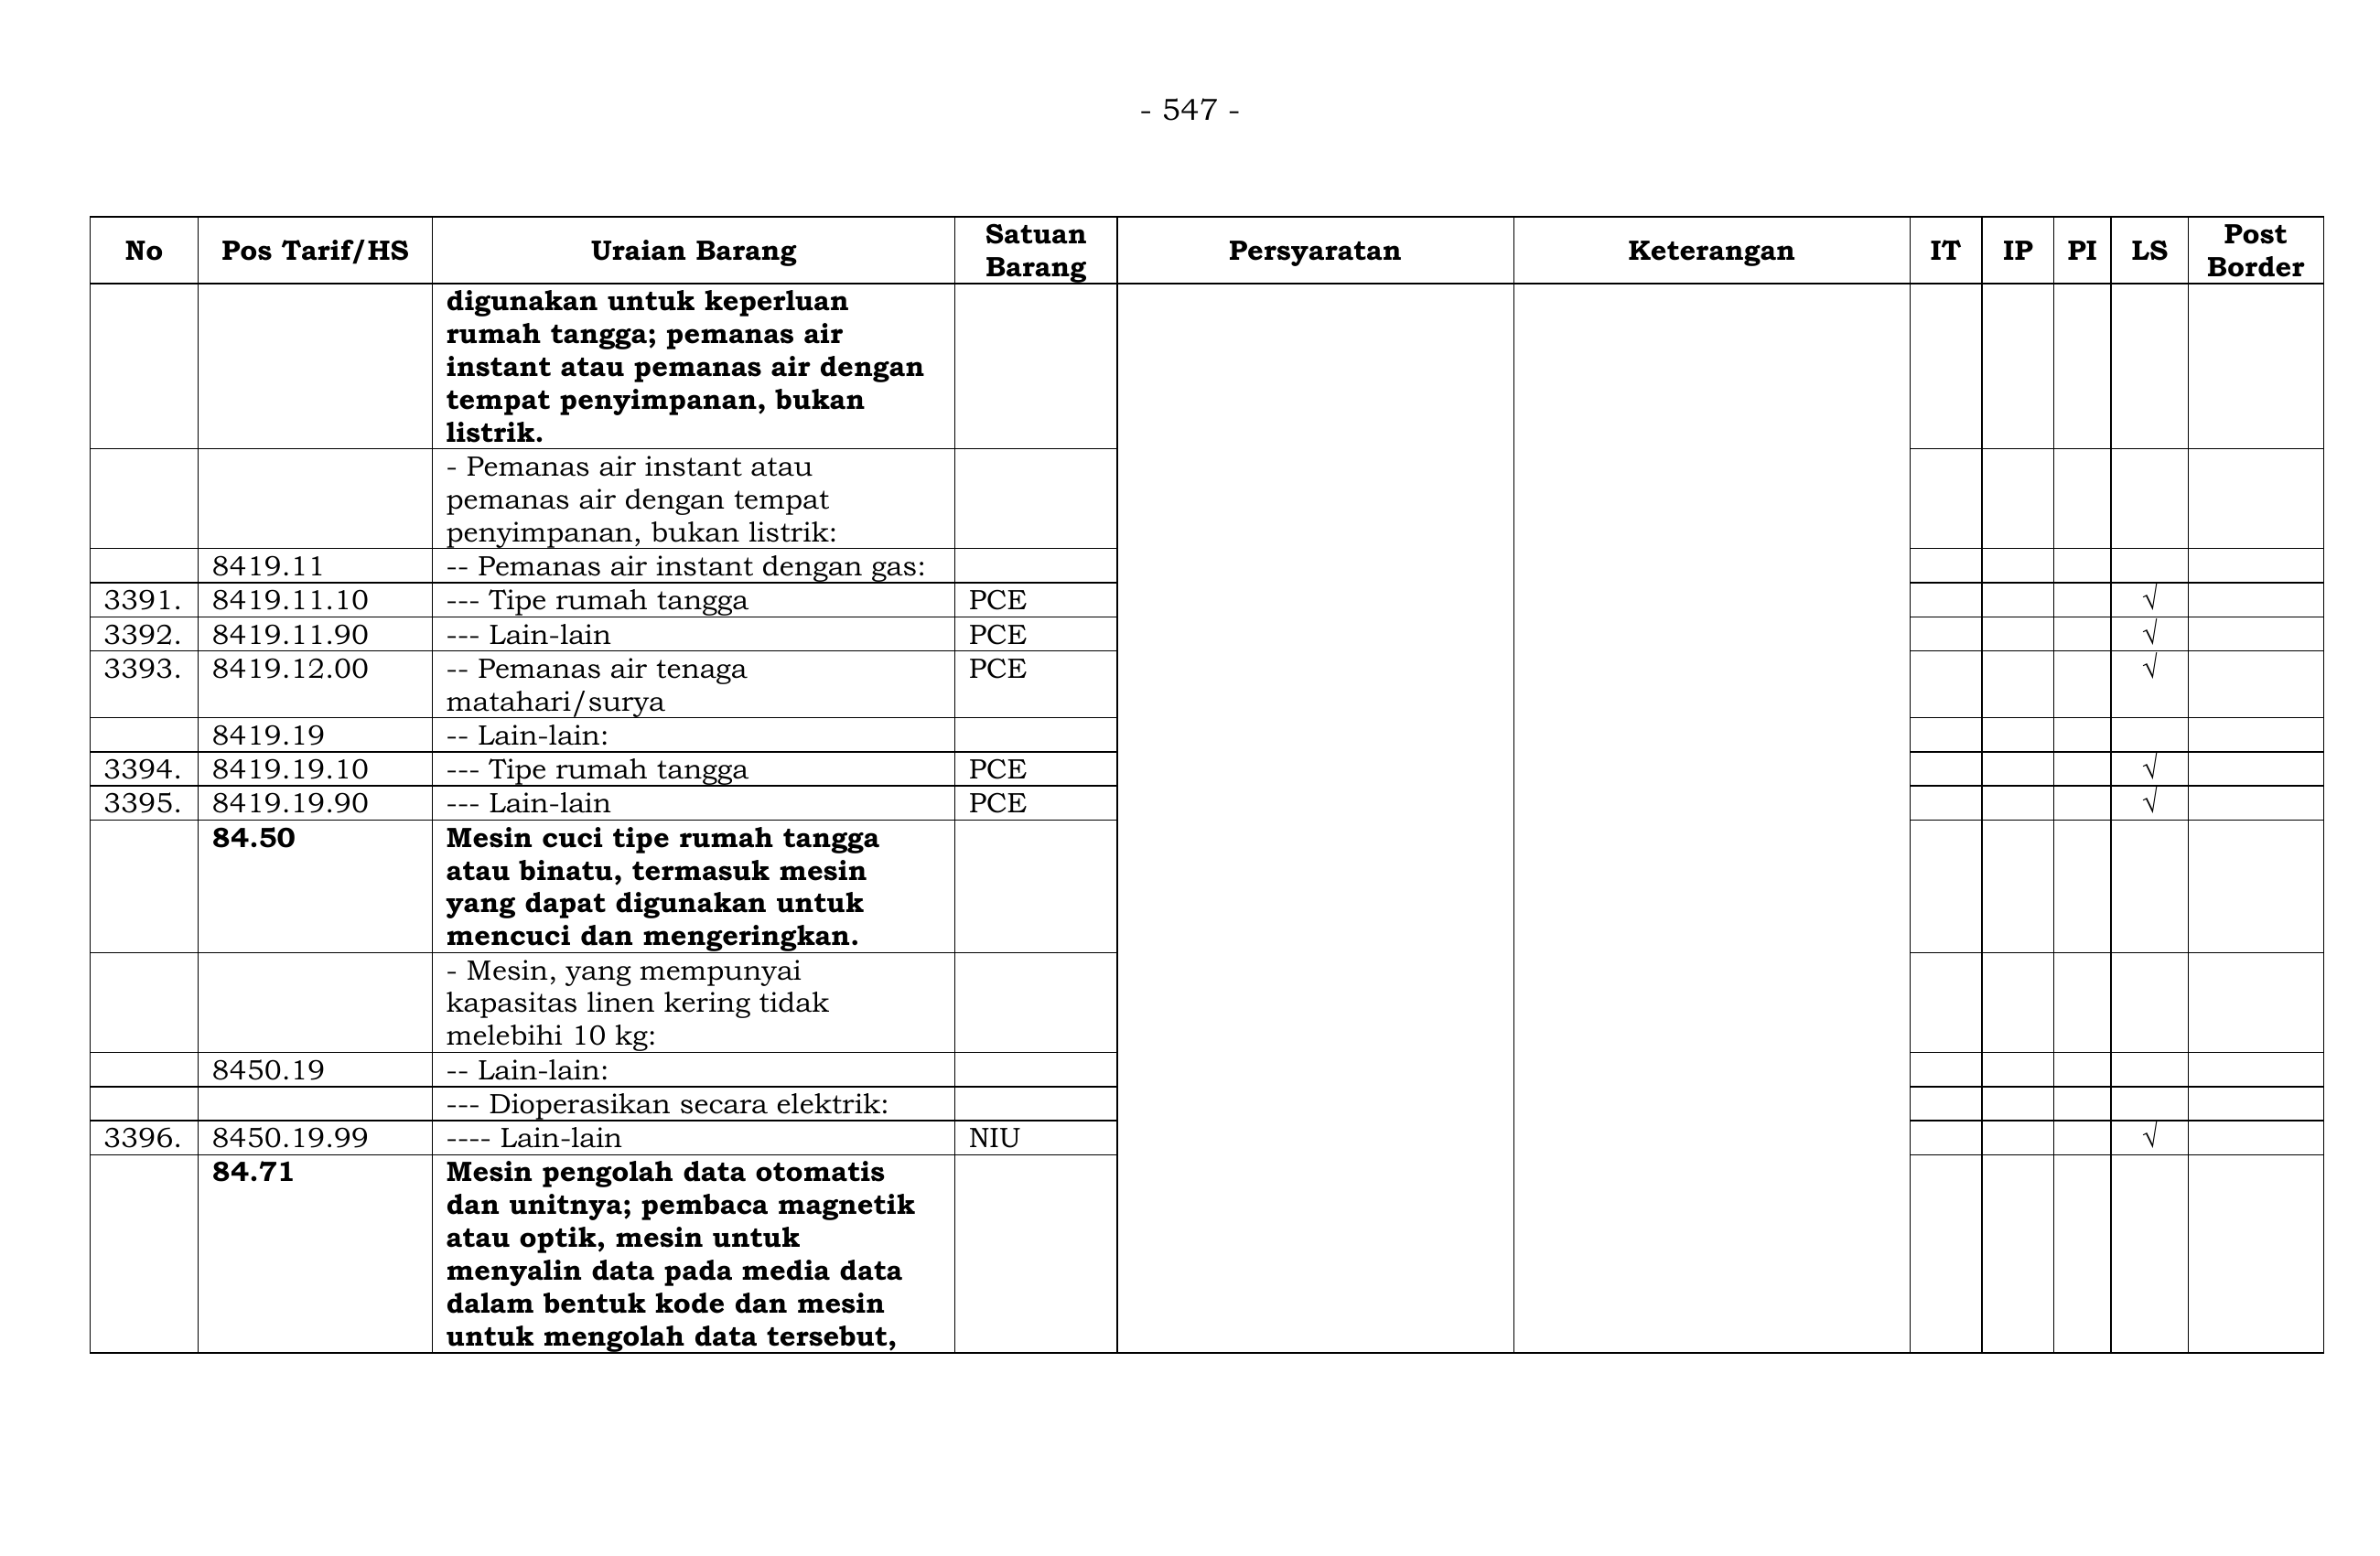 - 547 -
No Pos Tarif/HS Uraian Barang Satuan Barang Persyaratan Keterangan IT IP PI LS Post Border
digunakan untuk keperluan
rumah tangga; pemanas air
instant atau pemanas air dengan
tempat penyimpanan, bukan
listrik.
- Pemanas air instant atau
pemanas air dengan tempat
penyimpanan, bukan listrik:
8419.11 -- Pemanas air instant dengan gas:
3391. 8419.11.10 --- Tipe rumah tangga PCE √
3392. 8419.11.90 --- Lain-lain PCE √
3393. 8419.12.00 -- Pemanas air tenaga PCE √
matahari/surya
8419.19 -- Lain-lain:
3394. 8419.19.10 --- Tipe rumah tangga PCE √
3395. 8419.19.90 --- Lain-lain PCE √
84.50 Mesin cuci tipe rumah tangga
atau binatu, termasuk mesin
yang dapat digunakan untuk
mencuci dan mengeringkan.
- Mesin, yang mempunyai
kapasitas linen kering tidak
melebihi 10 kg:
8450.19 -- Lain-lain:
--- Dioperasikan secara elektrik:
3396. 8450.19.99 ---- Lain-lain NIU √
84.71 Mesin pengolah data otomatis
dan unitnya; pembaca magnetik
atau optik, mesin untuk
menyalin data pada media data
dalam bentuk kode dan mesin
untuk mengolah data tersebut,